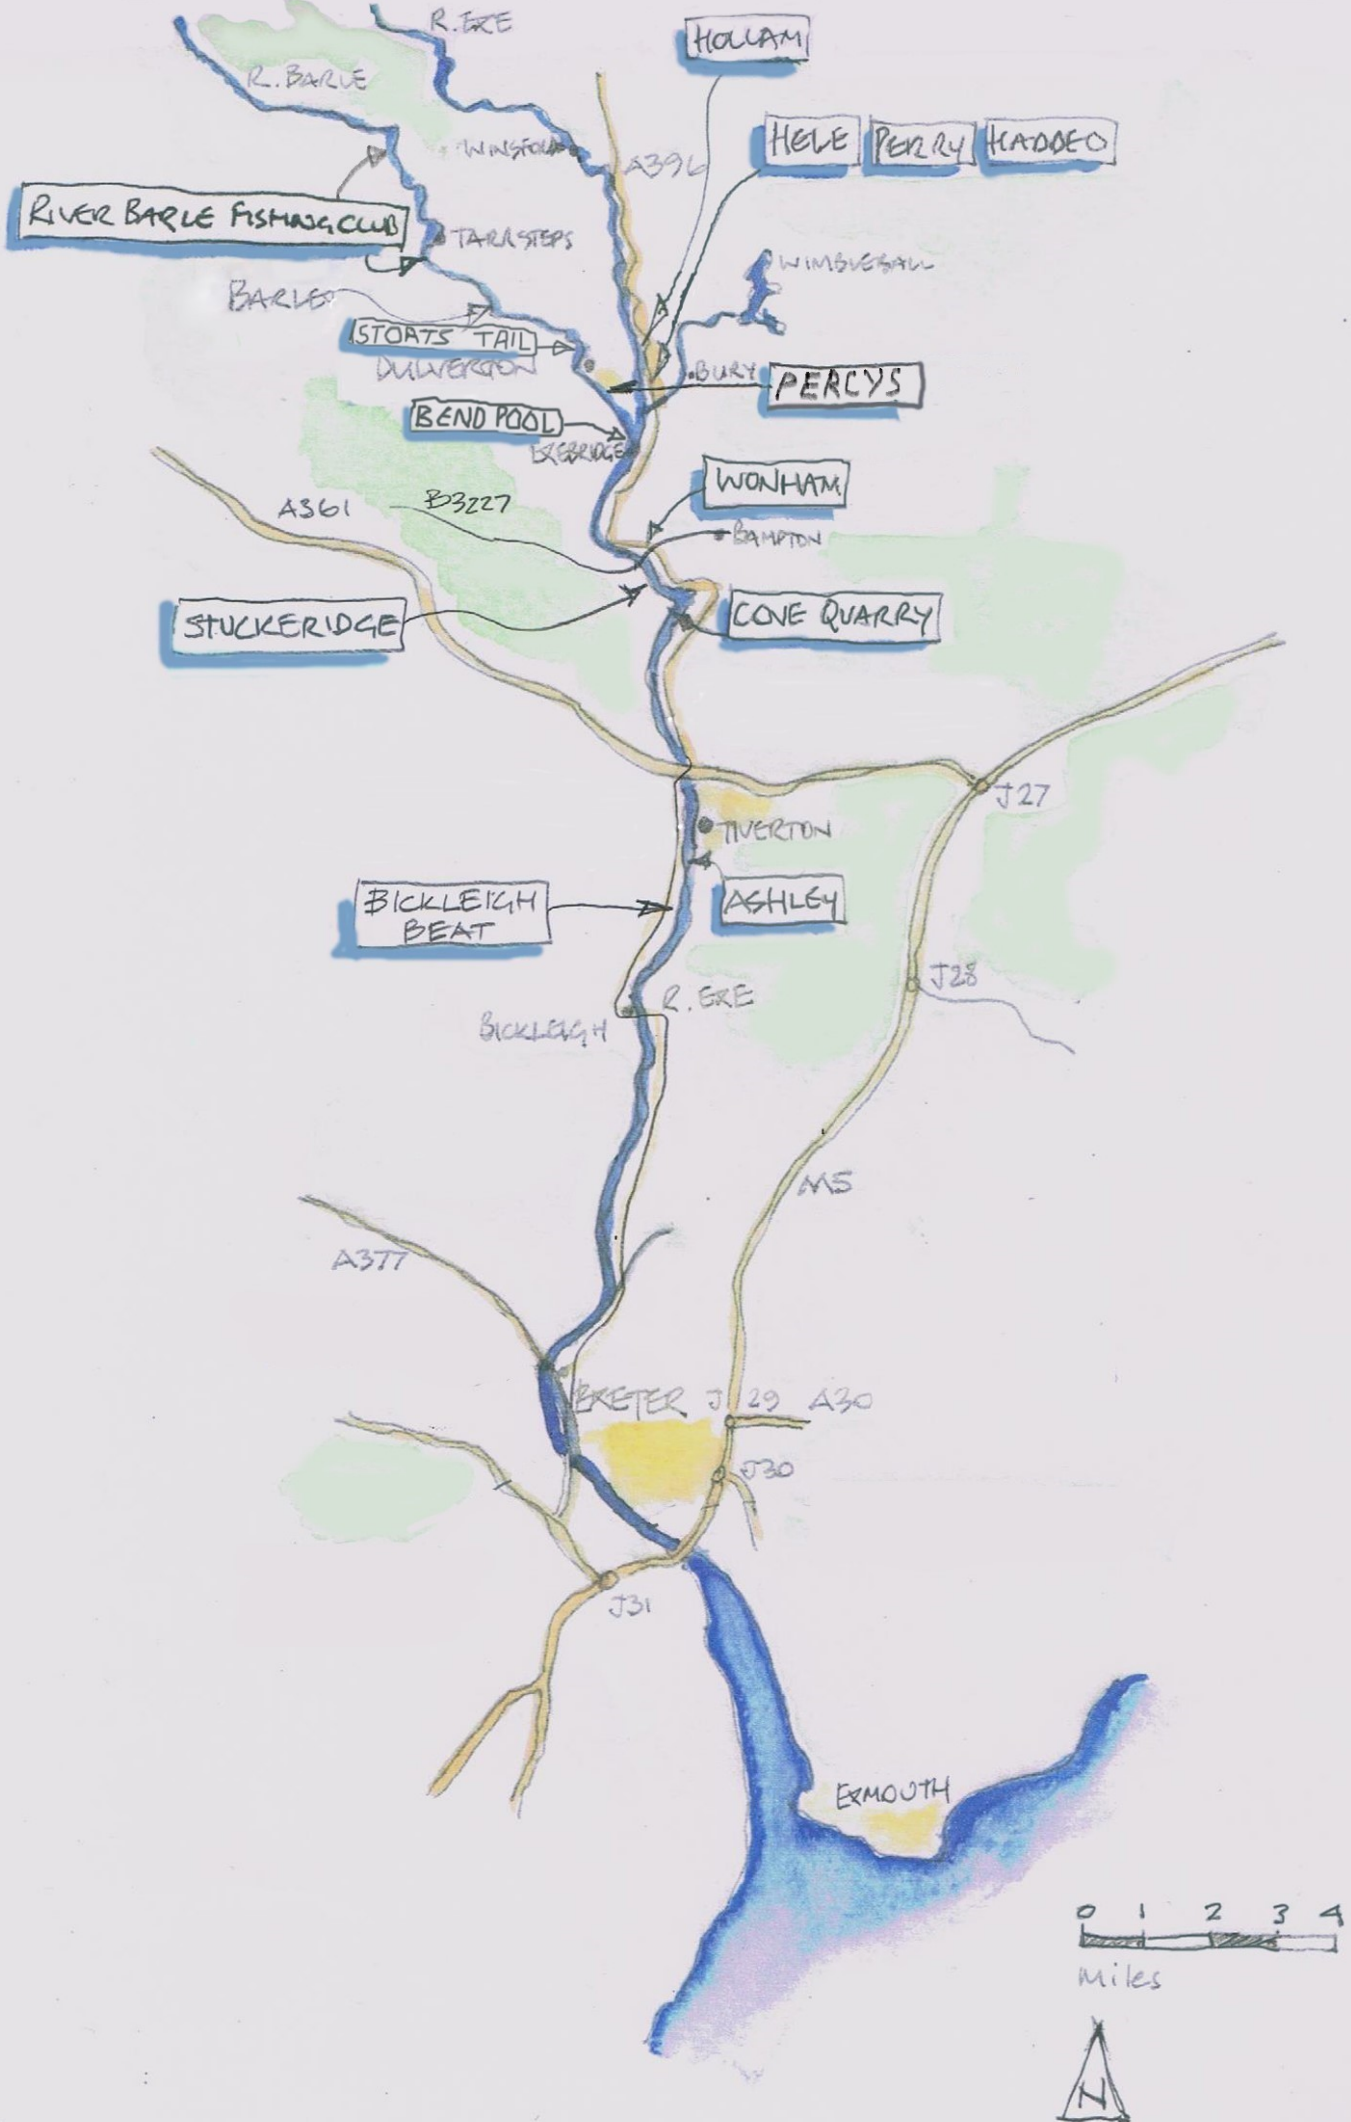 R. EXE
HOLLAM
R. BARLE
HELE PERRY HADDEO
WINSFORD
A396
RIVER BARLE FISHING CLUB
TARRSTEPS
WIMBLEBALL
BARLE
STOATS TAIL
DULVERTON
.BURY
PERCYS
BEND POOL
EXEBRIDGE
WONHAM
A361
B3227
BAMPTON
STUCKERIDGE
COVE QUARRY
J27
TIVERTON
BICKLEIGH
BEAT
ASHLEY
J28
R. EXE
BICKLEIGH
M5
A377
EXETER
J 29
A30
J30
J31
EXMOUTH
0 1 2 3 4
Miles
N